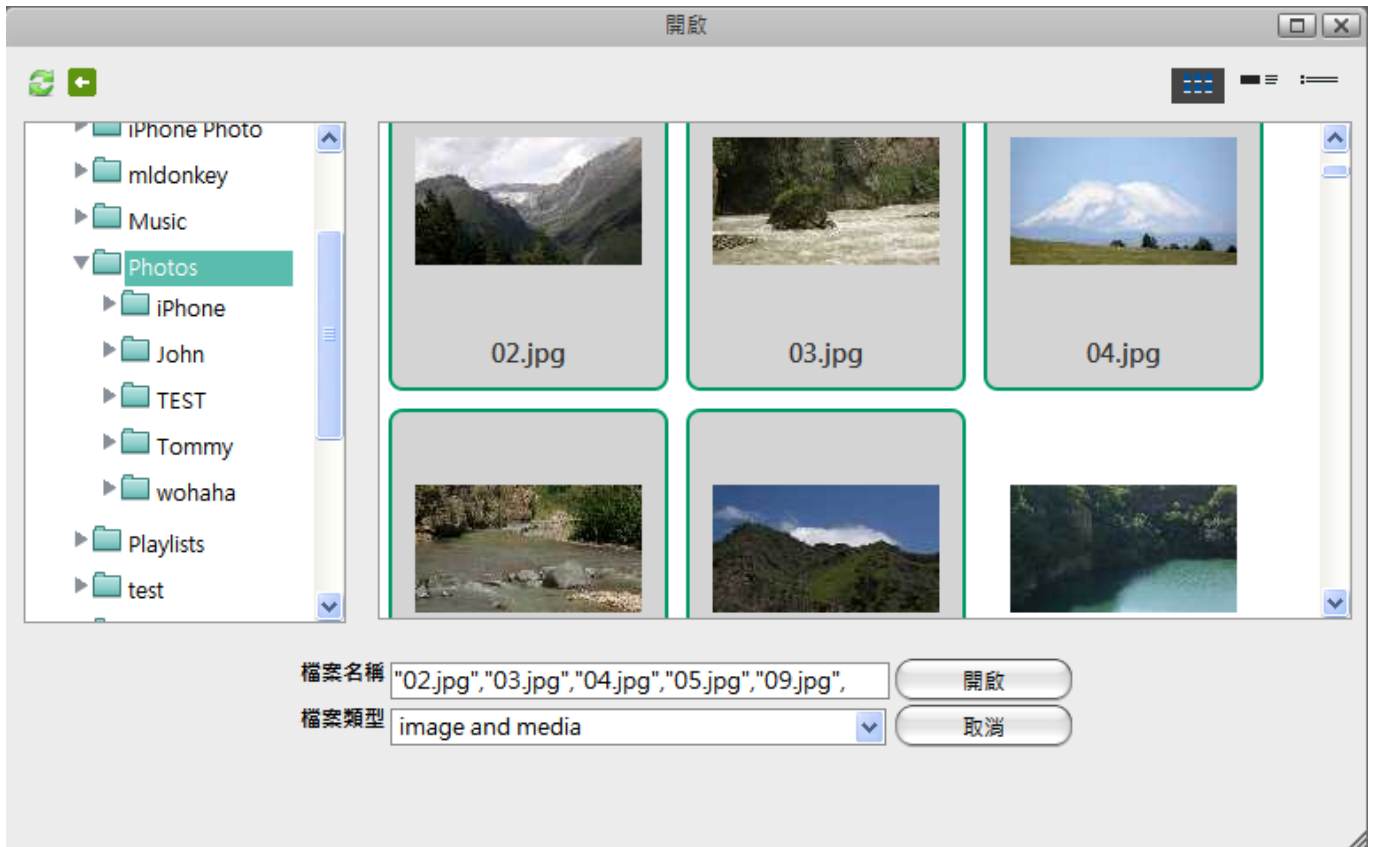 開啟
iPhone Photo
mldonkey
Music
Photos
iPhone
John
TEST
Tommy
wohaha
Playlists
test
02.jpg
03.jpg
04.jpg
檔案名稱 "02.jpg","03.jpg","04.jpg","05.jpg","09.jpg", 開啟
檔案類型 image and media 取消